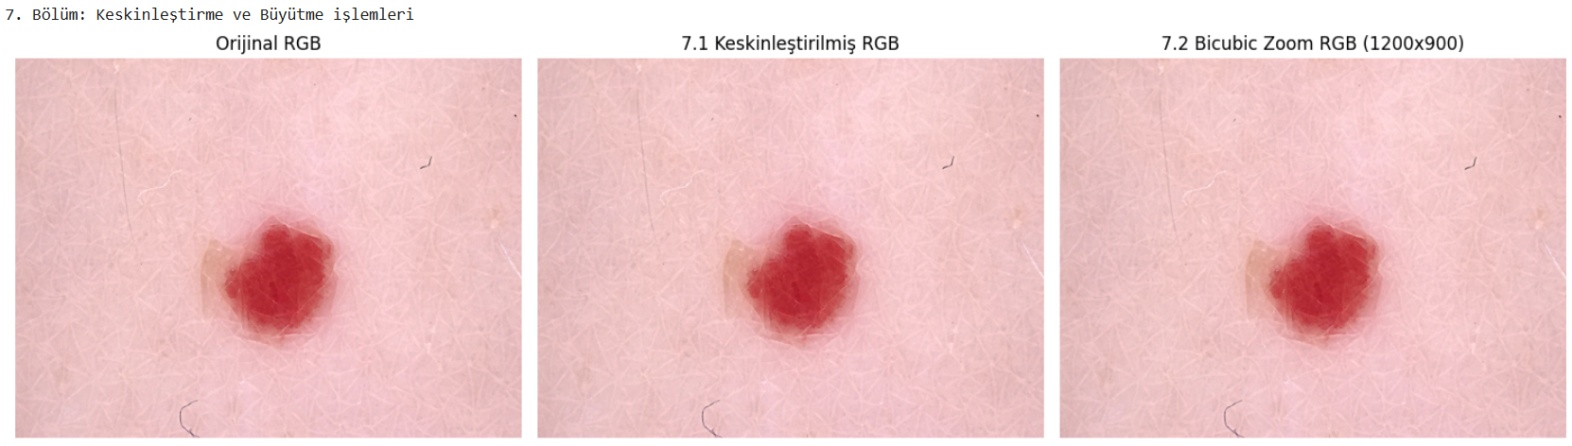 7. Bölüm: Keskinleştirme ve Büyütme işlemleri
Orijinal RGB
7.1 Keskinleştirilmiş RGB
7.2 Bicubic Zoom RGB (1200x900)